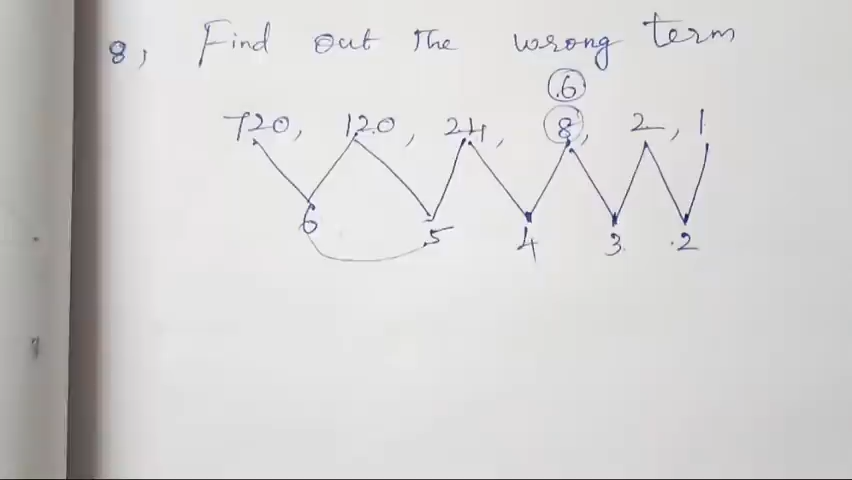 8, Find out the wrong term
6
720, 120, 24, 8, 2, 1
6 5 4 3 2